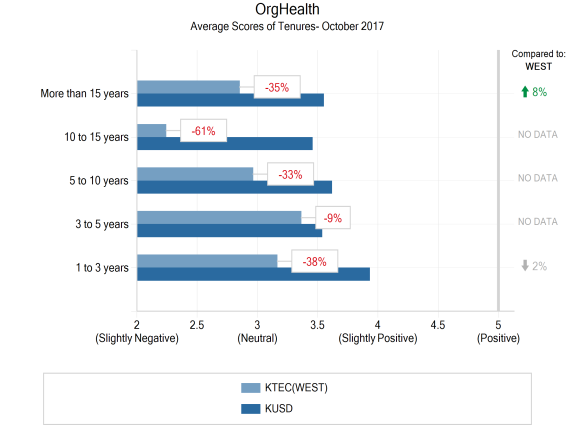 OrgHealth
Average Scores of Tenures- October 2017
Compared to:
WEST
More than 15 years
-35%
8%
10 to 15 years
-61%
NO DATA
5 to 10 years
-33%
NO DATA
3 to 5 years
-9%
NO DATA
1 to 3 years
-38%
2%
2 2.5 3 3.5 4 4.5 5
(Slightly Negative) (Neutral) (Slightly Positive) (Positive)
KTEC(WEST)
KUSD